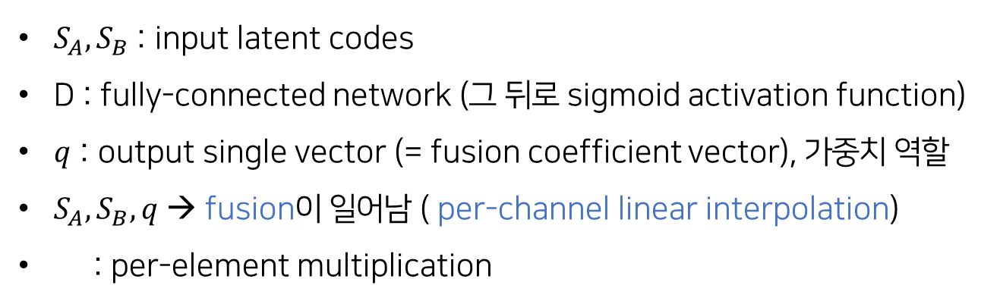 • S_A, S_B : input latent codes
• D : fully-connected network (그 뒤로 sigmoid activation function)
• q : output single vector (= fusion coefficient vector), 가중치 역할
• S_A, S_B, q → fusion이 일어남 ( per-channel linear interpolation)
• : per-element multiplication